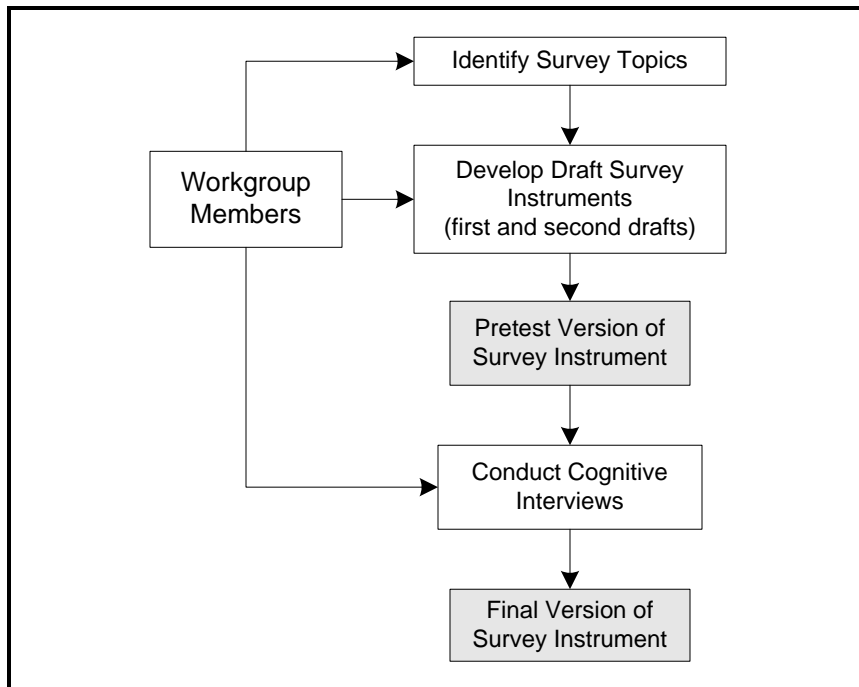 Identify Survey Topics
Workgroup
Members
Develop Draft Survey
Instruments
(first and second drafts)
Pretest Version of
Survey Instrument
Conduct Cognitive
Interviews
Final Version of
Survey Instrument